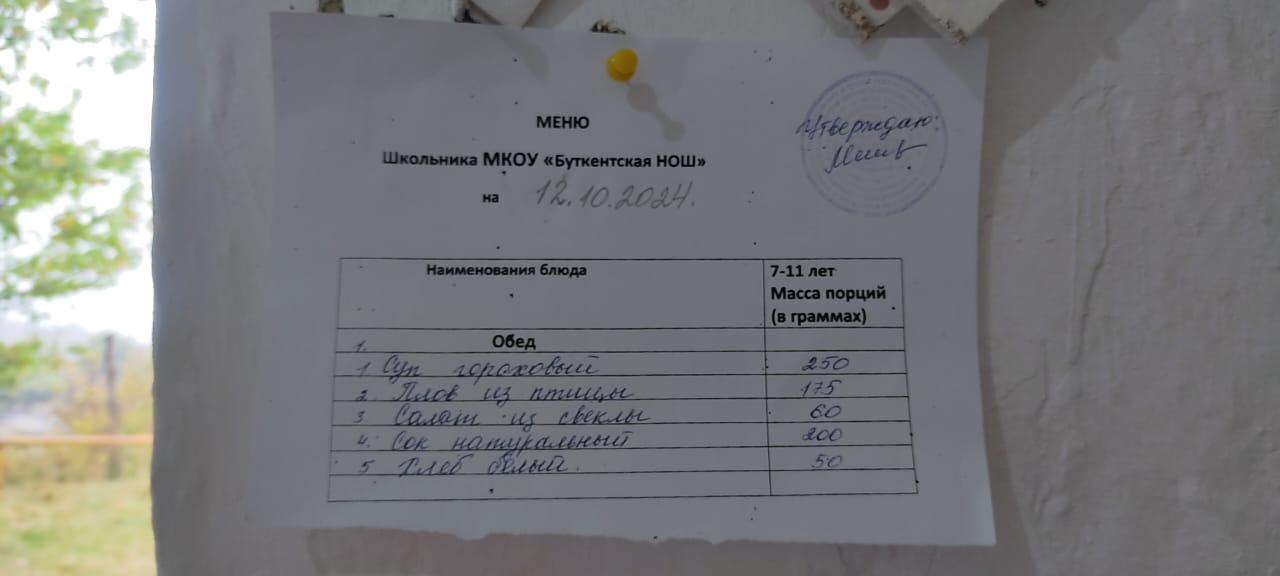 МЕНЮ
Утверждаю:
Школьника МКОУ «Буткентская НОШ»
на 12.10.2024.
Наименования блюда 7-11 лет
Масса порций
(в граммах)
1. Обед
1 Суп гороховый 250
2. Плов из птицы 175
3. Салат из свеклы 60
4. Сок натуральный 200
5 Хлеб белый. 50